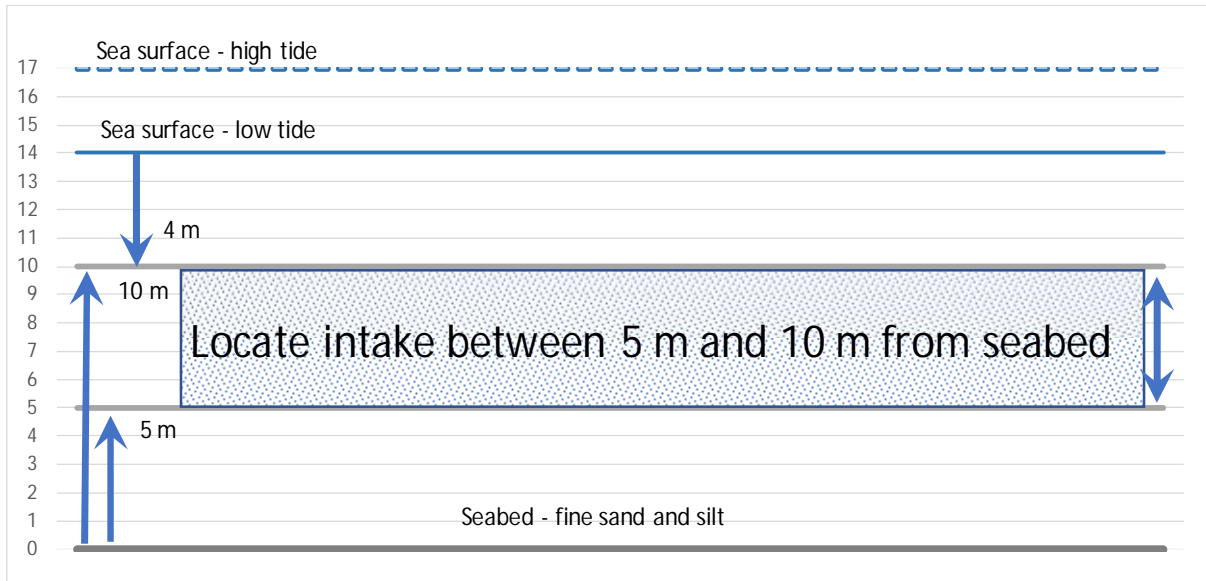 Sea surface - high tide
17
16
15
Sea surface - low tide
14
13
12
11
4 m
10
10 m
9
8
Locate intake between 5 m and 10 m from seabed
7
6
5
5 m
4
3
2
Seabed - fine sand and silt
1
0